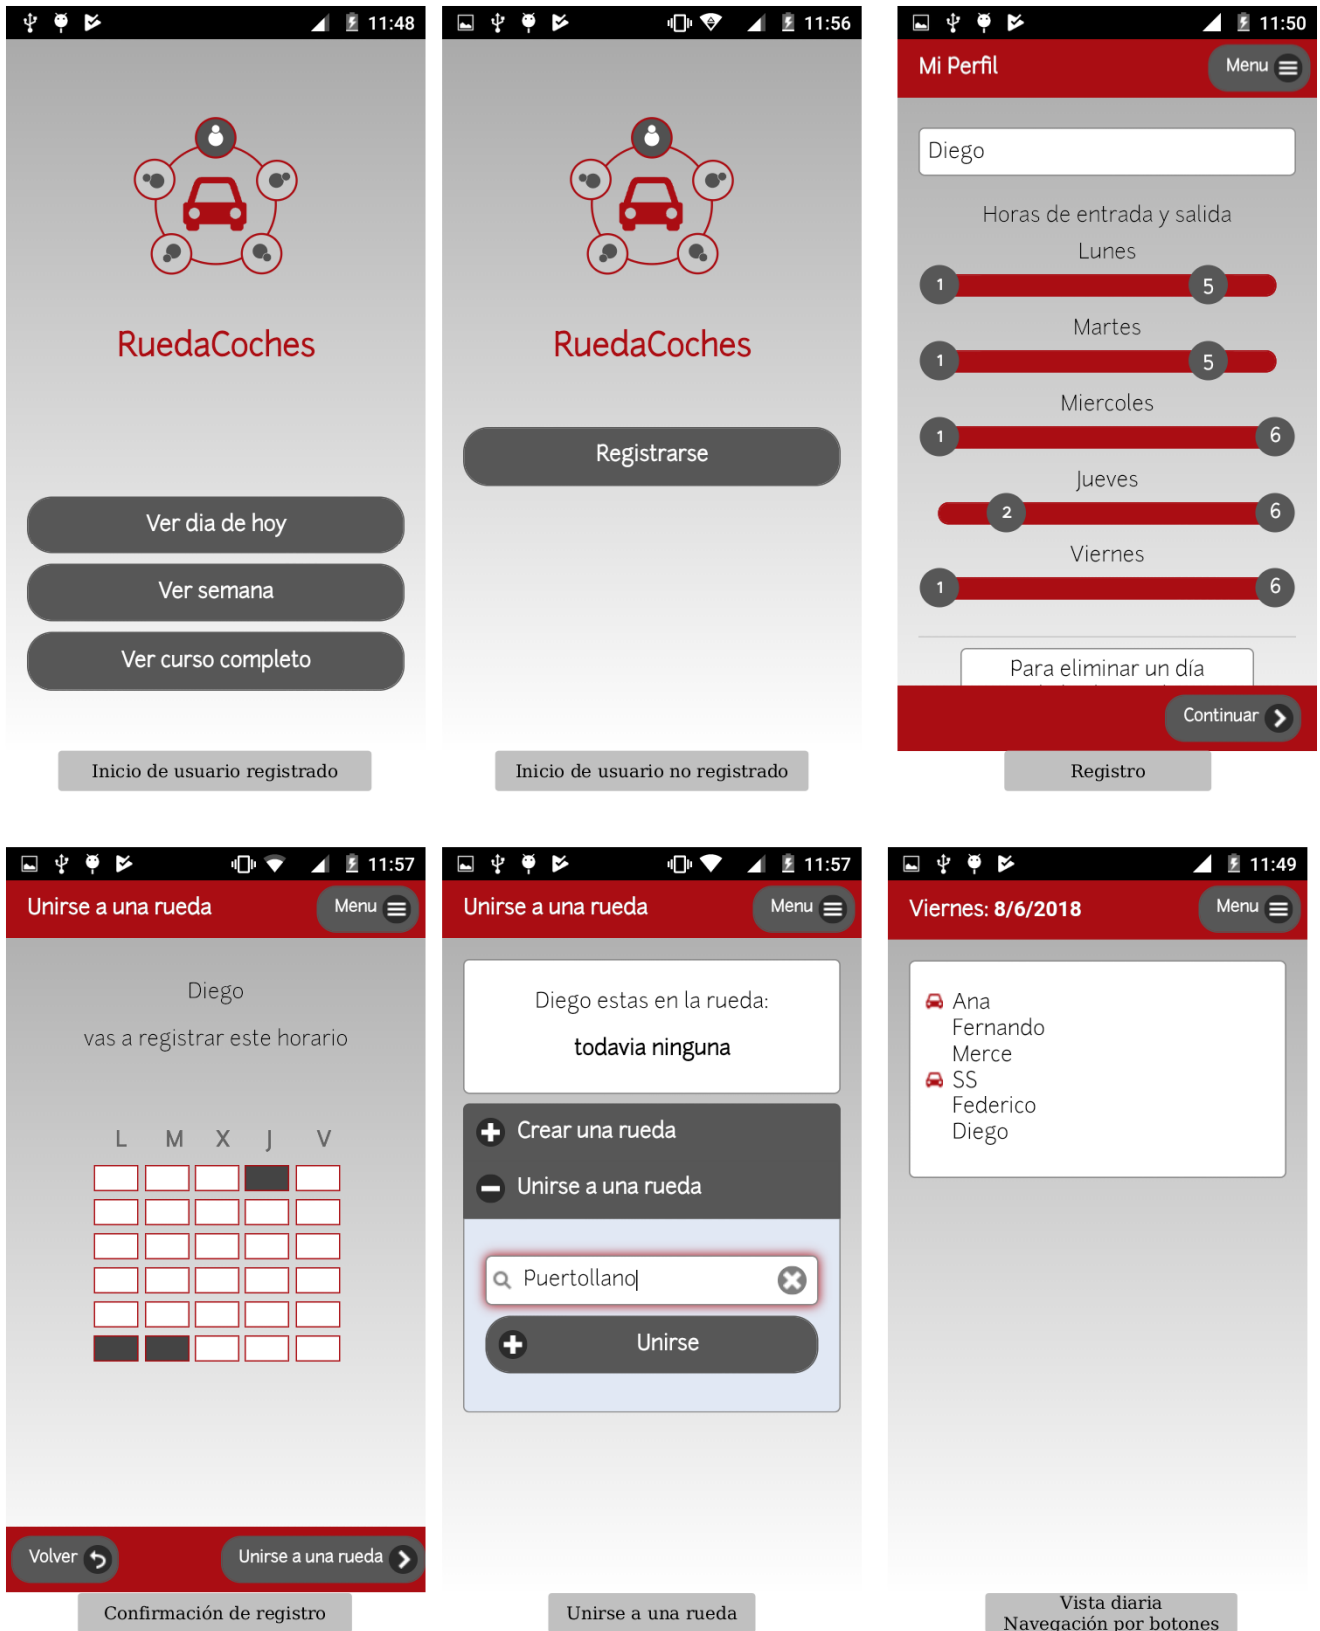 11:48
RuedaCoches
Ver dia de hoy
Ver semana
Ver curso completo
Inicio de usuario registrado
11:56
RuedaCoches
Registrarse
Inicio de usuario no registrado
11:50
Mi Perfil
Menu
Diego
Horas de entrada y salida
Lunes
1 5
Martes
1 5
Miercoles
1 6
Jueves
2 6
Viernes
1 6
Para eliminar un día
Continuar
Registro
11:57
Unirse a una rueda
Menu
Diego
vas a registrar este horario
L M X J V
Volver
Unirse a una rueda
Confirmación de registro
11:57
Unirse a una rueda
Menu
Diego estas en la rueda:
todavia ninguna
Crear una rueda
Unirse a una rueda
Puertollano
Unirse
Unirse a una rueda
11:49
Viernes: 8/6/2018
Menu
Ana
Fernando
Merce
SS
Federico
Diego
Vista diaria
Navegación por botones